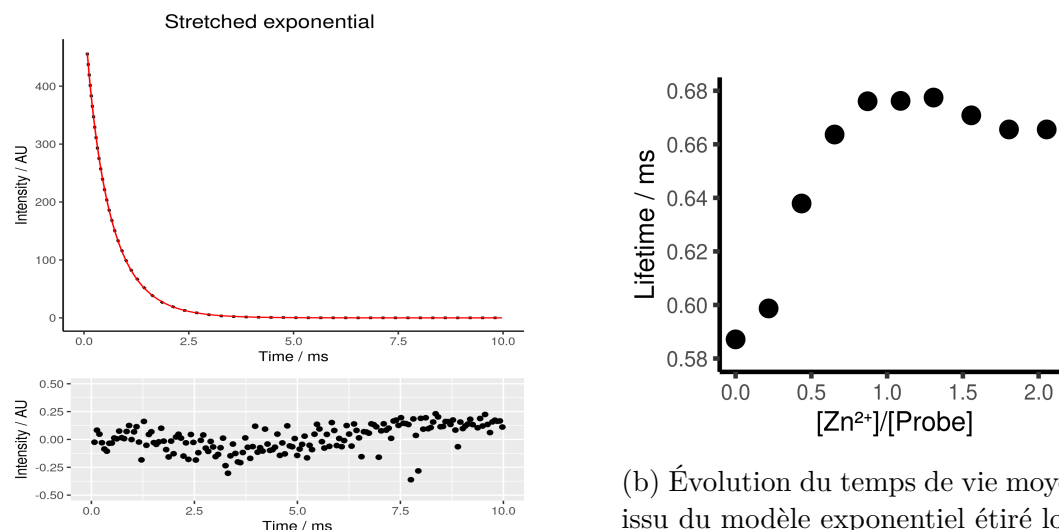 Stretched exponential
Intensity / AU
400
300
200
100
0
0.0 2.5 5.0 7.5 10.0
Time / ms
Intensity / AU
0.50
0.25
0.00
-0.25
-0.50
0.0 2.5 5.0 7.5 10.0
Time / ms
Lifetime / ms
0.68
0.66
0.64
0.62
0.60
0.58
0.0 0.5 1.0 1.5 2.0
[Zn²⁺]/[Probe]
(b) Évolution du temps de vie moy
issu du modèle exponentiel étiré lo